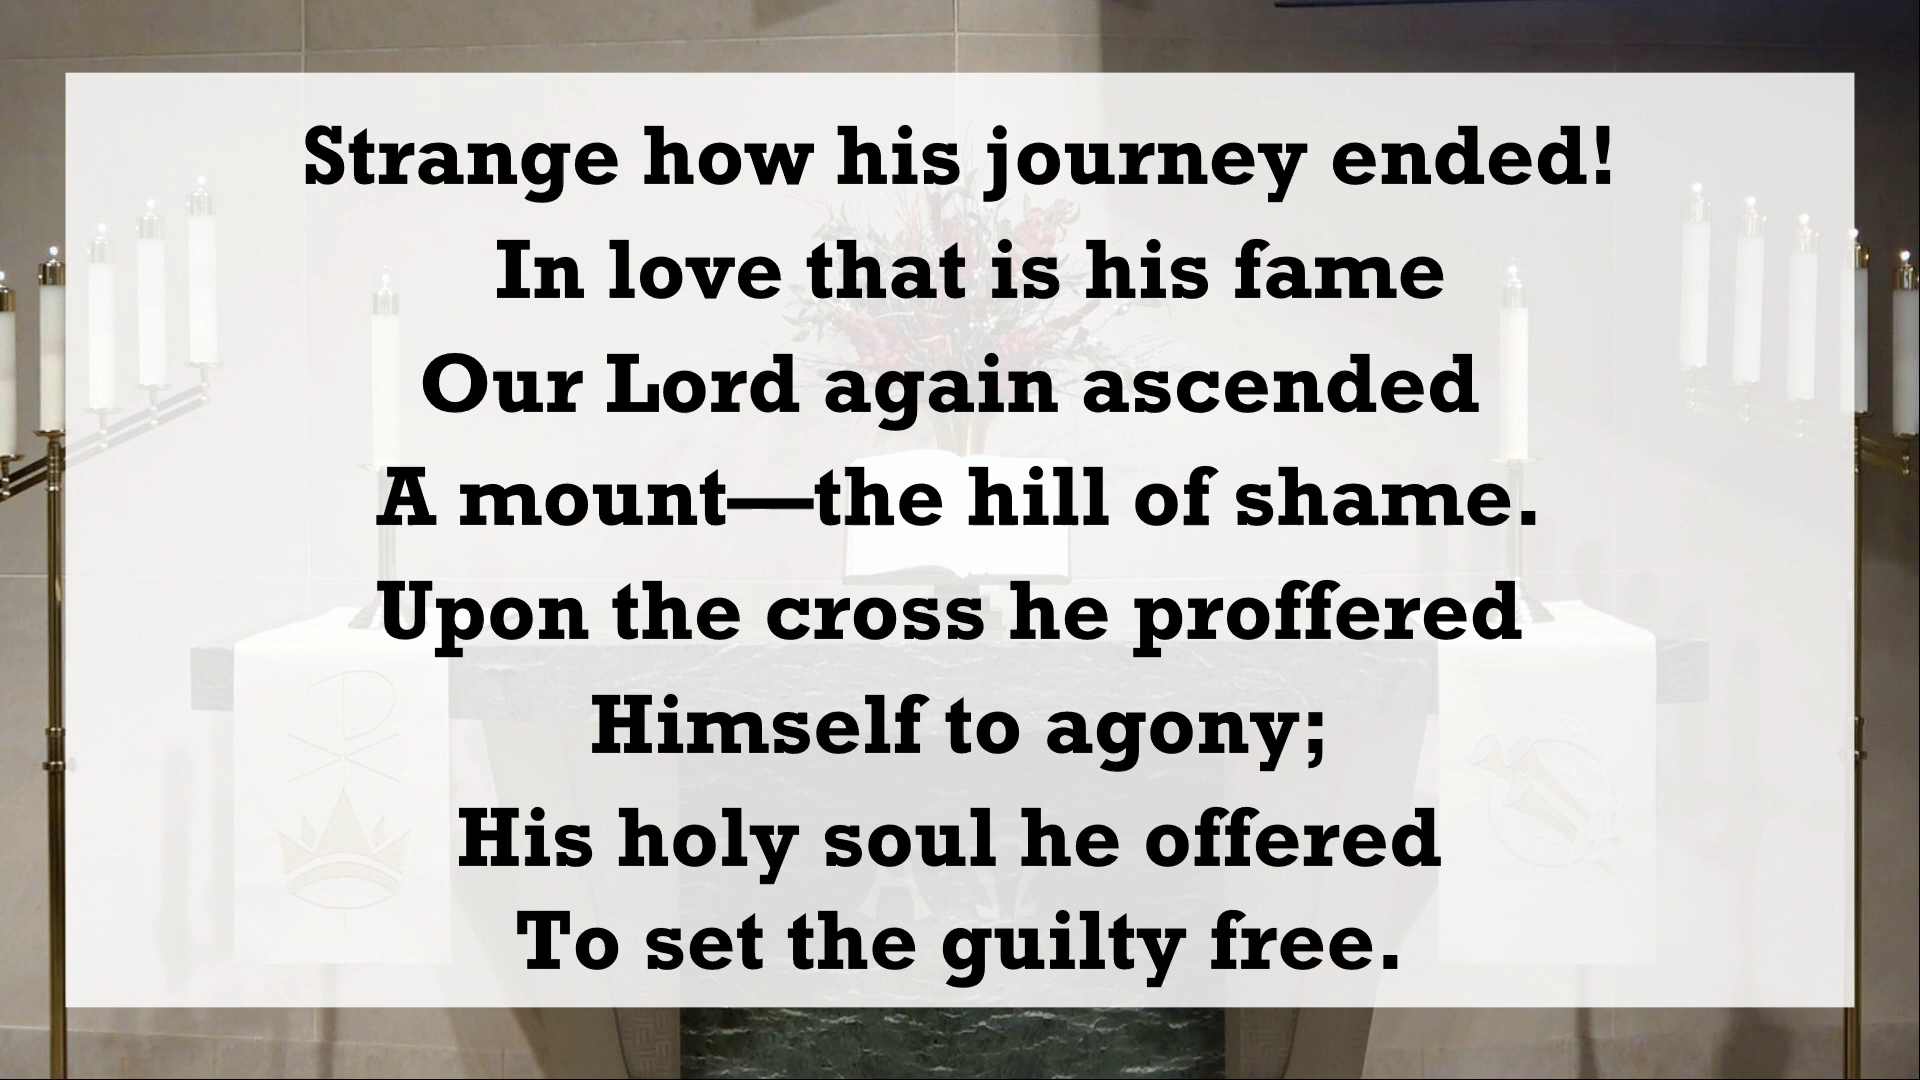 Strange how his journey ended!
In love that is his fame
Our Lord again ascended
A mount—the hill of shame.
Upon the cross he proffered
Himself to agony;
His holy soul he offered
To set the guilty free.